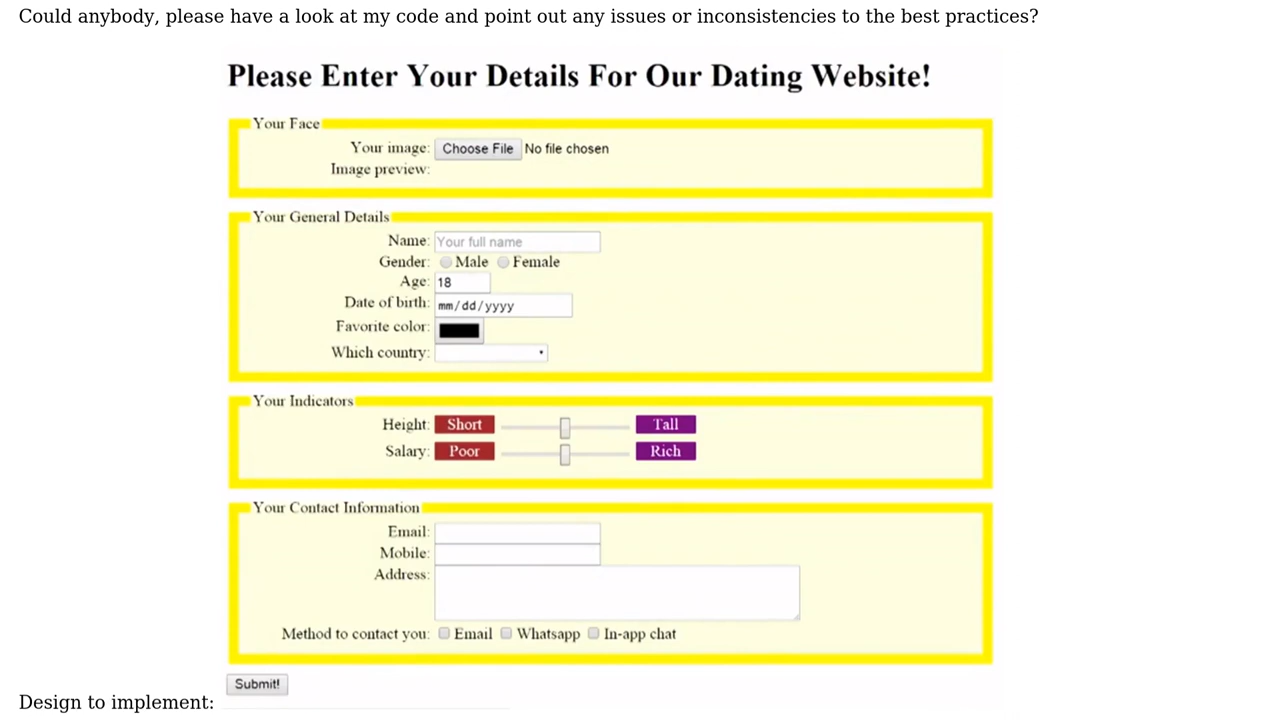 Could anybody, please have a look at my code and point out any issues or inconsistencies to the best practices?
Please Enter Your Details For Our Dating Website!
Your Face
Your image: Choose File No file chosen
Image preview:
Your General Details
Name: Your full name
Gender: Male Female
Age: 18
Date of birth: mm/dd/yyyy
Favorite color:
Which country:
Your Indicators
Height: Short Tall
Salary: Poor Rich
Your Contact Information
Email:
Mobile:
Address:
Method to contact you: Email Whatsapp In-app chat
Submit!
Design to implement: